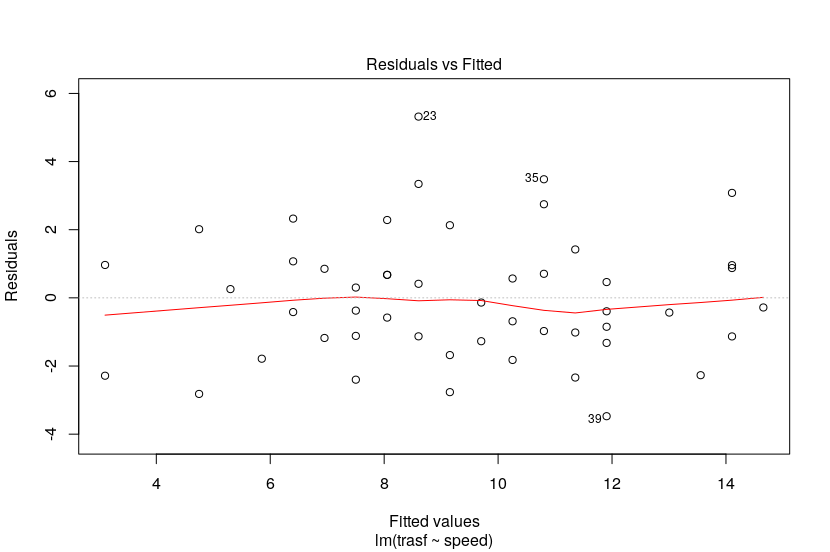 Residuals vs Fitted
6
4
2
0
-2
-4
Residuals
23
35
39
4 6 8 10 12 14
Fitted values
lm(trasf ~ speed)